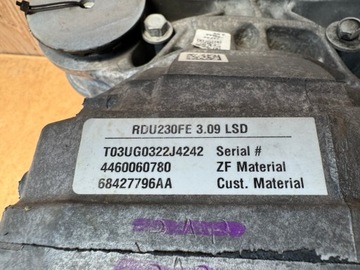 RDU230FE 3.09 LSD
T03UG0322J4242 Serial #
4460060780 ZF Material
68427796AA Cust. Material